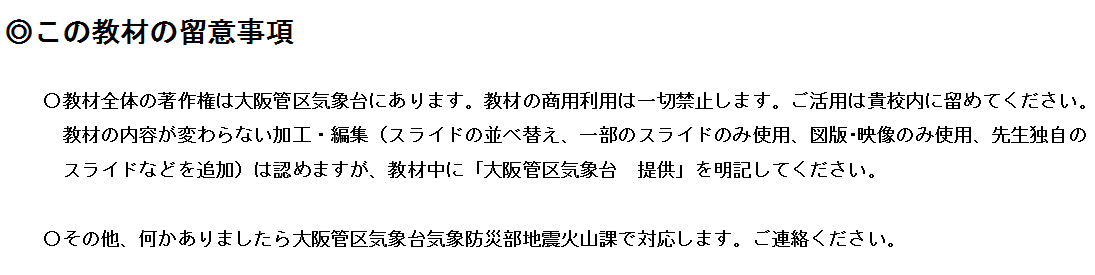 ◎この教材の留意事項
○教材全体の著作権は大阪管区気象台にあります。教材の商用利用は一切禁止します。ご活用は貴校内に留めてください。
教材の内容が変わらない加工・編集（スライドの並べ替え、一部のスライドのみ使用、図版･映像のみ使用、先生独自の
スライドなどを追加）は認めますが、教材中に「大阪管区気象台　提供」を明記してください。
○その他、何かありましたら大阪管区気象台気象防災部地震火山課で対応します。ご連絡ください。